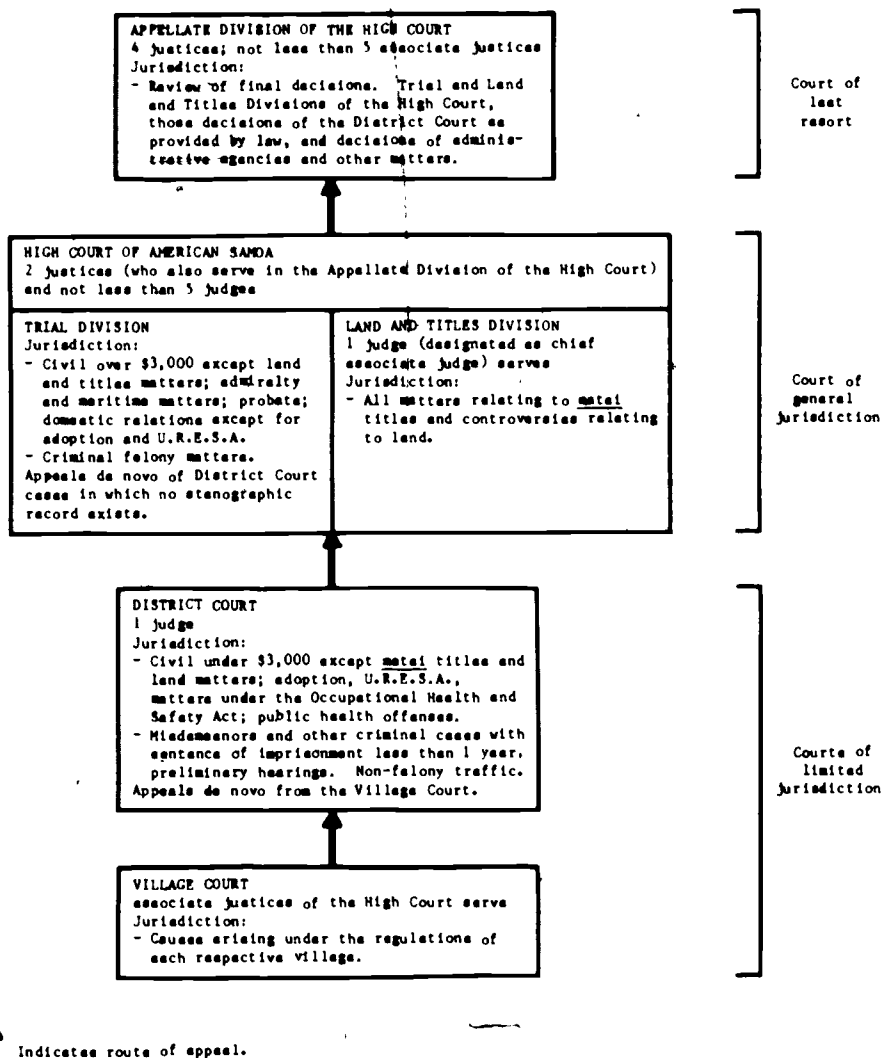 APPELLATE DIVISION OF THE HIGH COURT
4 justices; not less than 5 associate justices
Jurisdiction:
- Review of final decisions. Trial and Land
and Titles Divisions of the High Court,
those decisions of the District Court as
provided by law, and decisions of adminis-
trative agencies and other matters.
Court of
last
resort
HIGH COURT OF AMERICAN SAMOA
2 justices (who also serve in the Appellate Division of the High Court)
and not less than 5 judges
TRIAL DIVISION
Jurisdiction:
- Civil over $3,000 except land
and titles matters; admiralty
and maritime matters; probate;
domestic relations except for
adoption and U.R.E.S.A.
- Criminal felony matters.
Appeals de novo of District Court
cases in which no stenographic
record exists.
LAND AND TITLES DIVISION
1 judge (designated as chief
associate judge) serves
Jurisdiction:
- All matters relating to matai
titles and controversies relating
to land.
Court of
general
jurisdiction
DISTRICT COURT
1 judge
Jurisdiction:
- Civil under $3,000 except matai titles and
land matters; adoption, U.R.E.S.A.,
matters under the Occupational Health and
Safety Act; public health offenses.
- Misdemeanors and other criminal cases with
sentence of imprisonment less than 1 year,
preliminary hearings. Non-felony traffic.
Appeals de novo from the Village Court.
Courts of
limited
jurisdiction
VILLAGE COURT
associate justices of the High Court serve
Jurisdiction:
- Causes arising under the regulations of
each respective village.
Indicates route of appeal.